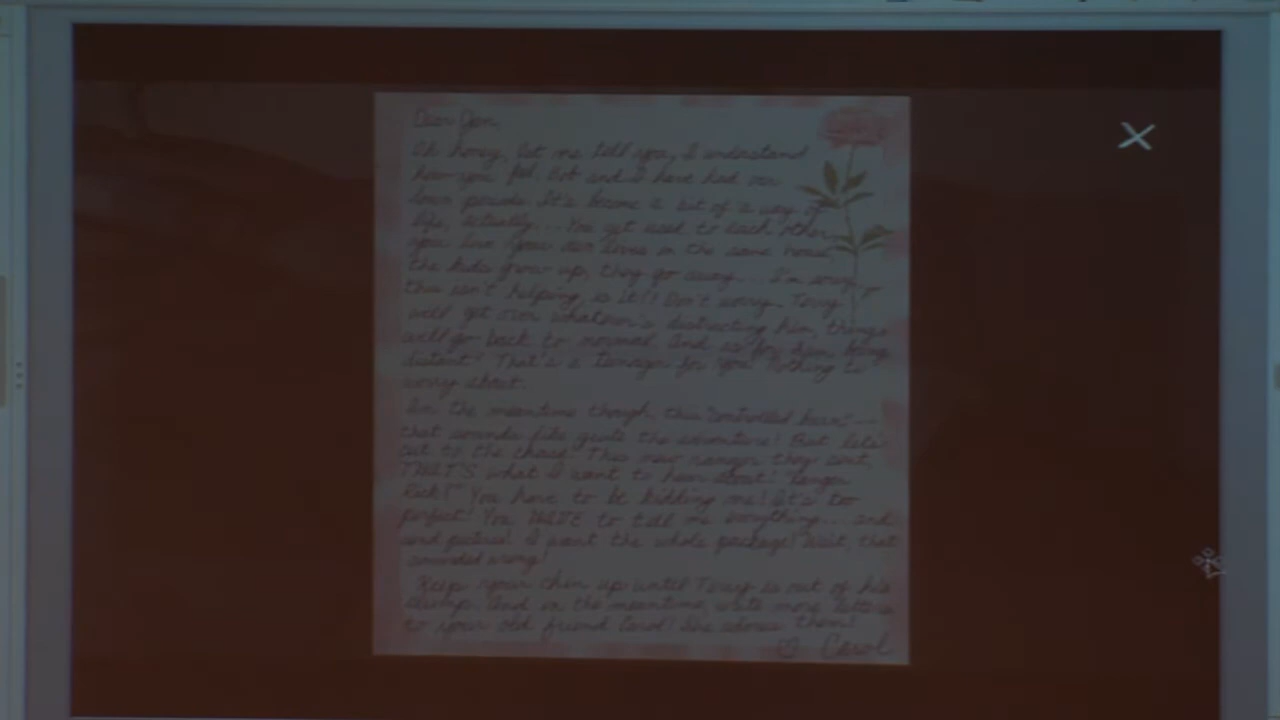 Dear Jan,
Oh honey, let me tell you, I understand
how you feel. Bob and I have had our
down periods. It's become a bit of a way of
life, actually.... You get used to each other,
you live your own lives in the same house,
the kids grow up, they go away... I'm sorry,
this isn't helping, is it!? Don't worry. Terry
will get over whatever's distracting him, things
will go back to normal. And as for him being
distant? That's a teenager for you. Nothing to
worry about.
In the meantime though, this "controlled burn"—
that sounds like quite the adventure! But let's
cut to the chase! This new ranger they sent,
THAT'S what I want to hear about! "Ranger
Rick?" You have to be kidding me! It's too
perfect! You HAVE to tell me everything... and
send pictures! I want the whole package! Wait, that
sounded wrong!
Keep your chin up until Terry is out of his
slump. And in the meantime, write more letters
to your old friend Carol! She adores them!
Carol